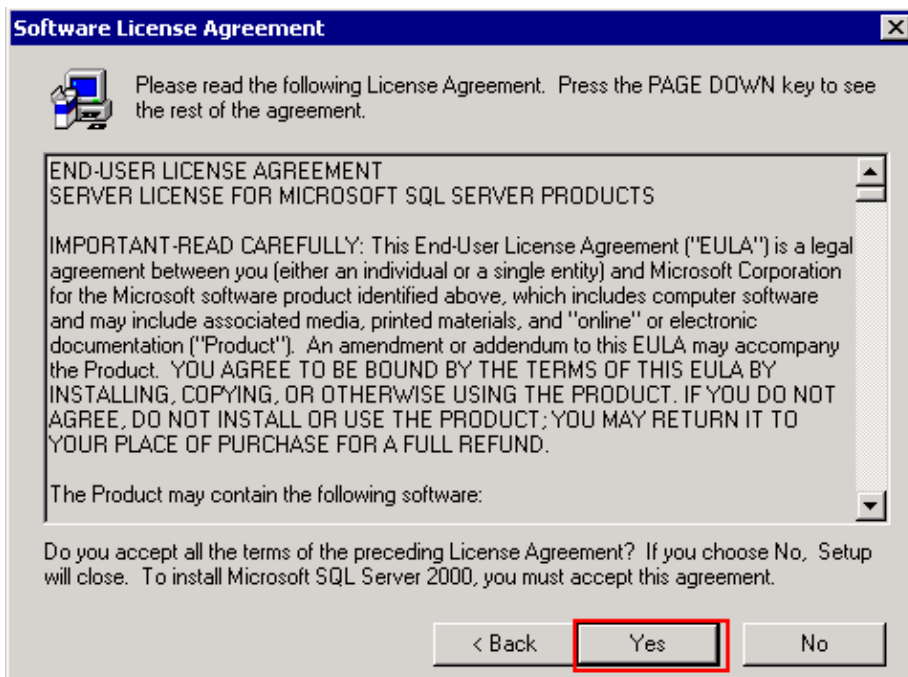 Software License Agreement
Please read the following License Agreement. Press the PAGE DOWN key to see
the rest of the agreement.
END-USER LICENSE AGREEMENT
SERVER LICENSE FOR MICROSOFT SQL SERVER PRODUCTS
IMPORTANT-READ CAREFULLY: This End-User License Agreement ("EULA") is a legal
agreement between you (either an individual or a single entity) and Microsoft Corporation
for the Microsoft software product identified above, which includes computer software
and may include associated media, printed materials, and "online" or electronic
documentation ("Product"). An amendment or addendum to this EULA may accompany
the Product. YOU AGREE TO BE BOUND BY THE TERMS OF THIS EULA BY
INSTALLING, COPYING, OR OTHERWISE USING THE PRODUCT. IF YOU DO NOT
AGREE, DO NOT INSTALL OR USE THE PRODUCT; YOU MAY RETURN IT TO
YOUR PLACE OF PURCHASE FOR A FULL REFUND.
The Product may contain the following software:
Do you accept all the terms of the preceding License Agreement? If you choose No, Setup
will close. To install Microsoft SQL Server 2000, you must accept this agreement.
< Back Yes No